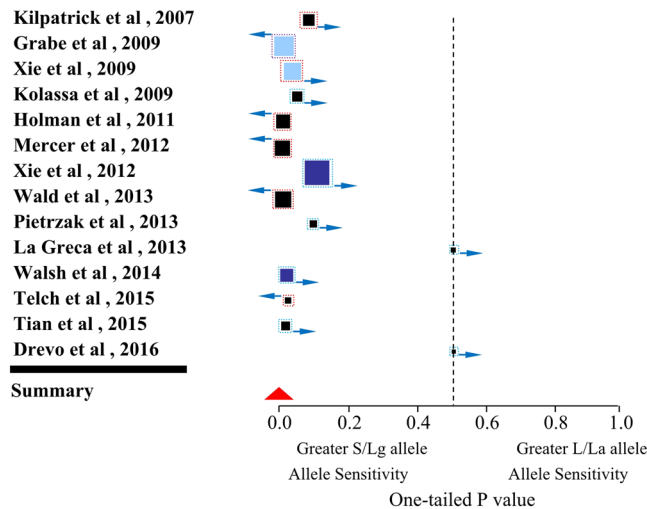 Kilpatrick et al , 2007
Grabe et al , 2009
Xie et al , 2009
Kolassa et al , 2009
Holman et al , 2011
Mercer et al , 2012
Xie et al , 2012
Wald et al , 2013
Pietrzak et al , 2013
La Greca et al , 2013
Walsh et al , 2014
Telch et al , 2015
Tian et al , 2015
Drevo et al , 2016
Summary
0.0 0.2 0.4 0.6 0.8 1.0
Greater S/Lg allele Greater L/La allele
Allele Sensitivity Allele Sensitivity
One-tailed P value